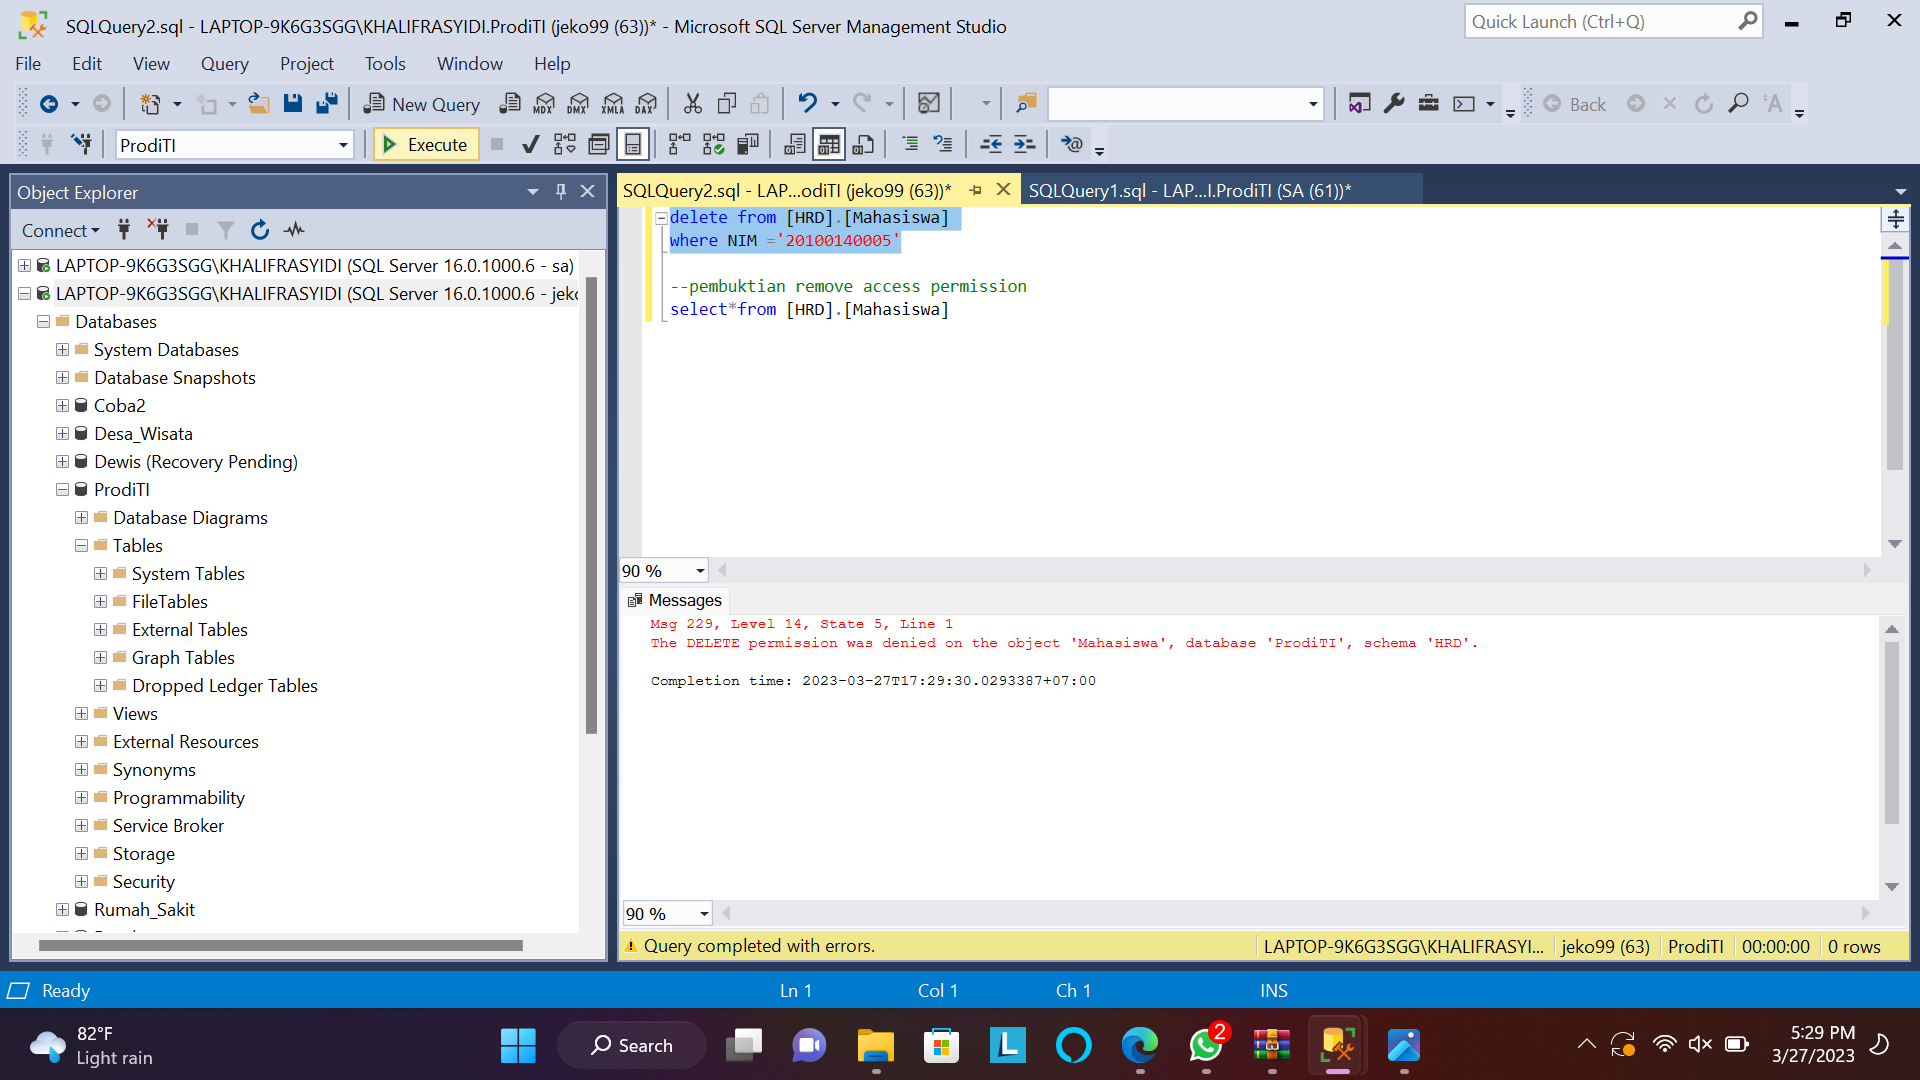 SQLQuery2.sql - LAPTOP-9K6G3SGG\KHALIFRASYIDI.ProdiTI (jeko99 (63))* - Microsoft SQL Server Management Studio
Quick Launch (Ctrl+Q)
File Edit View Query Project Tools Window Help
New Query MDX DMX XMLA DAX Back
ProdiTI Execute
Object Explorer
SQLQuery2.sql - LAP...odiTI (jeko99 (63))* SQLQuery1.sql - LAP...I.ProdiTI (SA (61))*
Connect
LAPTOP-9K6G3SGG\KHALIFRASYIDI (SQL Server 16.0.1000.6 - sa)
LAPTOP-9K6G3SGG\KHALIFRASYIDI (SQL Server 16.0.1000.6 - jeko
Databases
System Databases
Database Snapshots
Coba2
Desa_Wisata
Dewis (Recovery Pending)
ProdiTI
Database Diagrams
Tables
System Tables
FileTables
External Tables
Graph Tables
Dropped Ledger Tables
Views
External Resources
Synonyms
Programmability
Service Broker
Storage
Security
Rumah_Sakit
delete from [HRD].[Mahasiswa]
where NIM ='20100140005'
--pembuktian remove access permission
select*from [HRD].[Mahasiswa]
90 %
Messages
Msg 229, Level 14, State 5, Line 1
The DELETE permission was denied on the object 'Mahasiswa', database 'ProdiTI', schema 'HRD'.
Completion time: 2023-03-27T17:29:30.0293387+07:00
90 %
Query completed with errors. LAPTOP-9K6G3SGG\KHALIFRASYI... jeko99 (63) ProdiTI 00:00:00 0 rows
Ready Ln 1 Col 1 Ch 1 INS
82°F
Light rain
Search
2
5:29 PM
3/27/2023